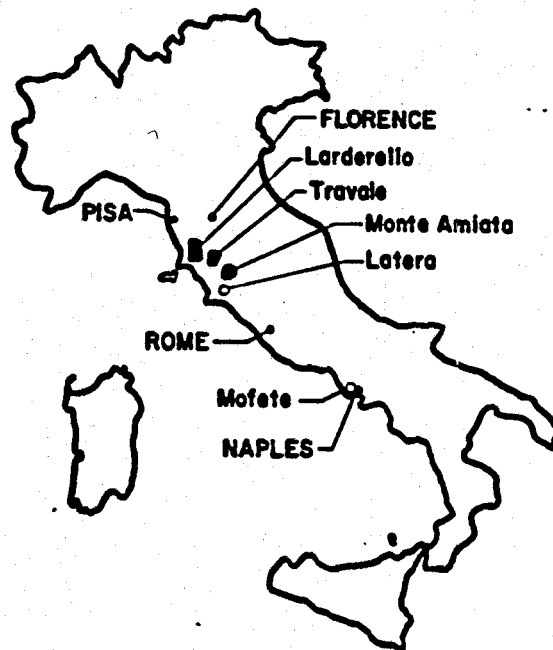 FLORENCE
Larderello
Travale
PISA
Monte Amiata
Latera
ROME
Mofete
NAPLES